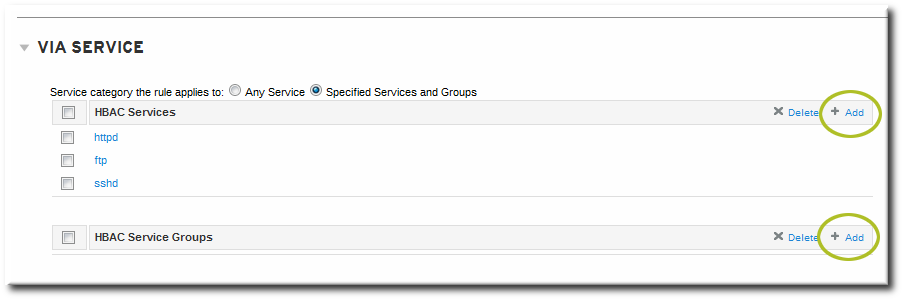 VIA SERVICE
Service category the rule applies to: Any Service Specified Services and Groups
HBAC Services Delete Add
httpd
ftp
sshd
HBAC Service Groups Delete Add